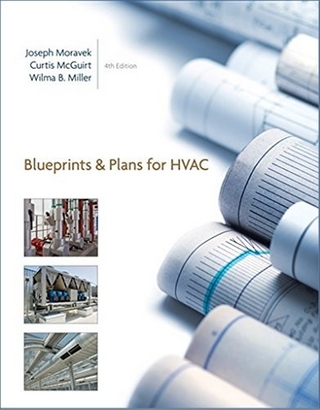 Joseph Moravek
Curtis McGuirt
Wilma B. Miller
4th Edition
Blueprints & Plans for HVAC